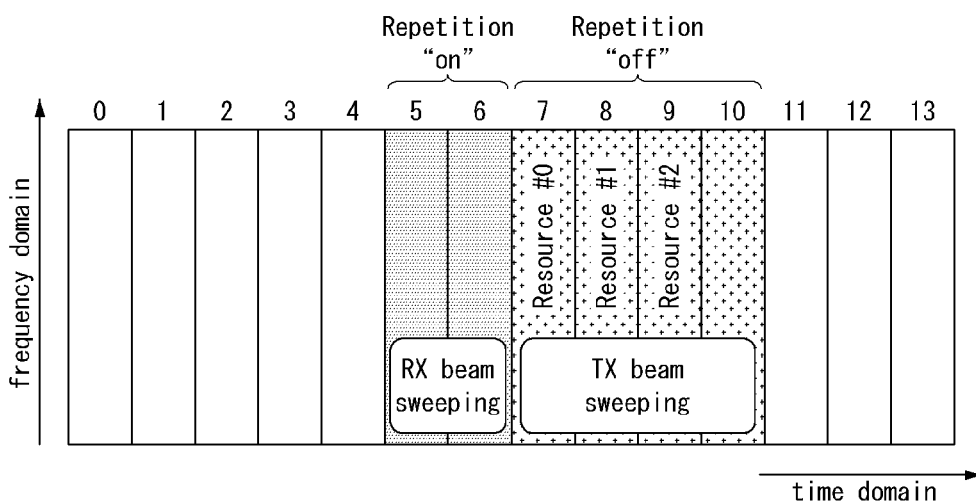 Repetition
“on”
Repetition
“off”
0 1 2 3 4 5 6 7 8 9 10 11 12 13
frequency domain
Resource #0
Resource #1
Resource #2
RX beam
sweeping
TX beam
sweeping
time domain